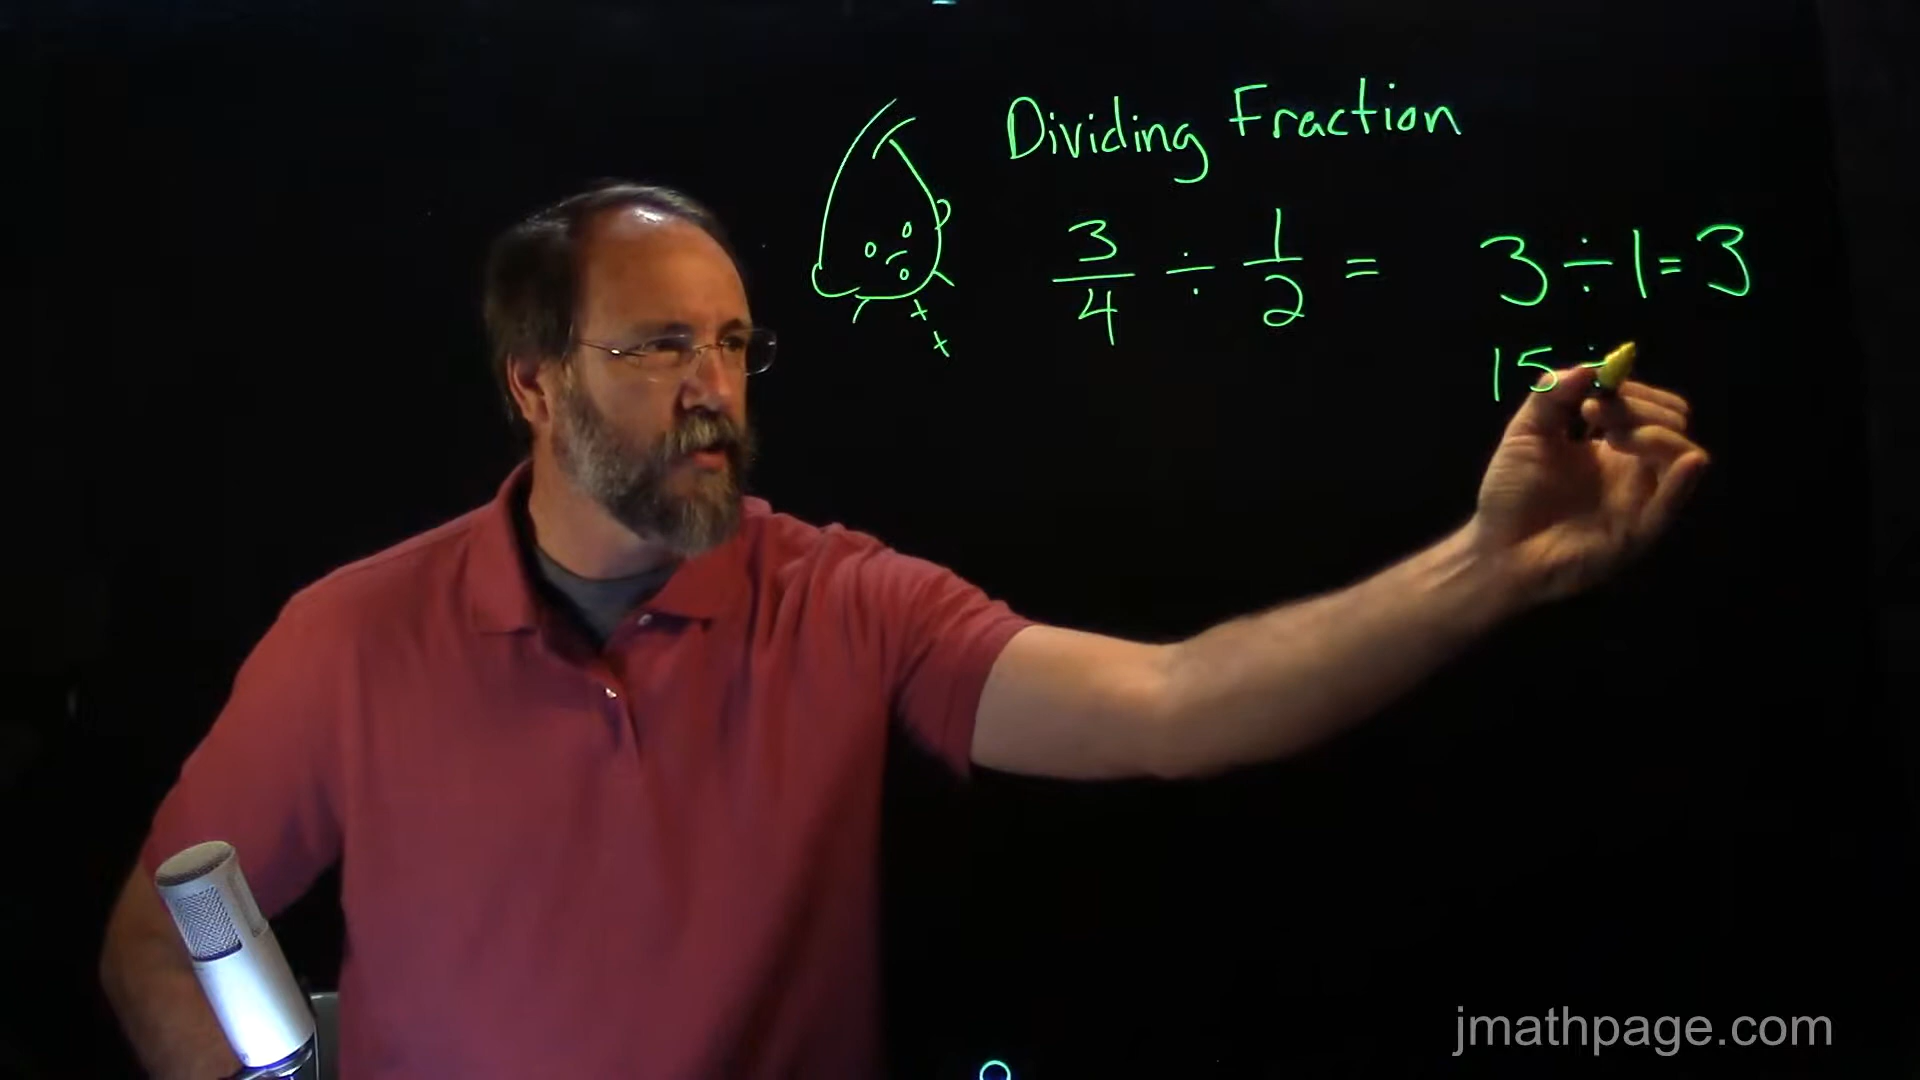 Dividing Fraction
3/4 ÷ 1/2 =
3 ÷ 1 = 3
15 ÷
jmathpage.com